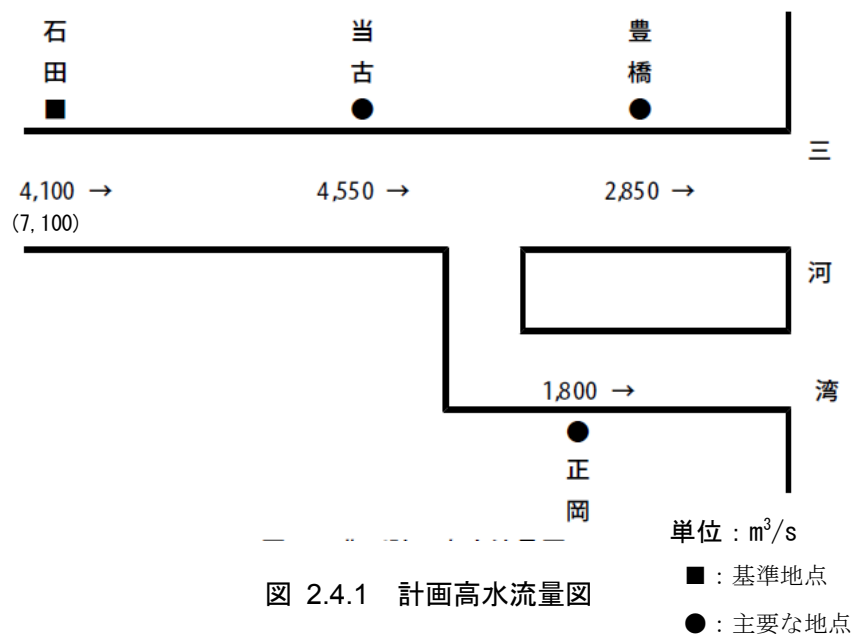 石田
当古
豊橋
三河湾
4,100 →
4,550 →
2,850 →
(7,100)
1,800 →
正岡
単位：m³/s
図 2.4.1 計画高水流量図
■：基準地点
●：主要な地点